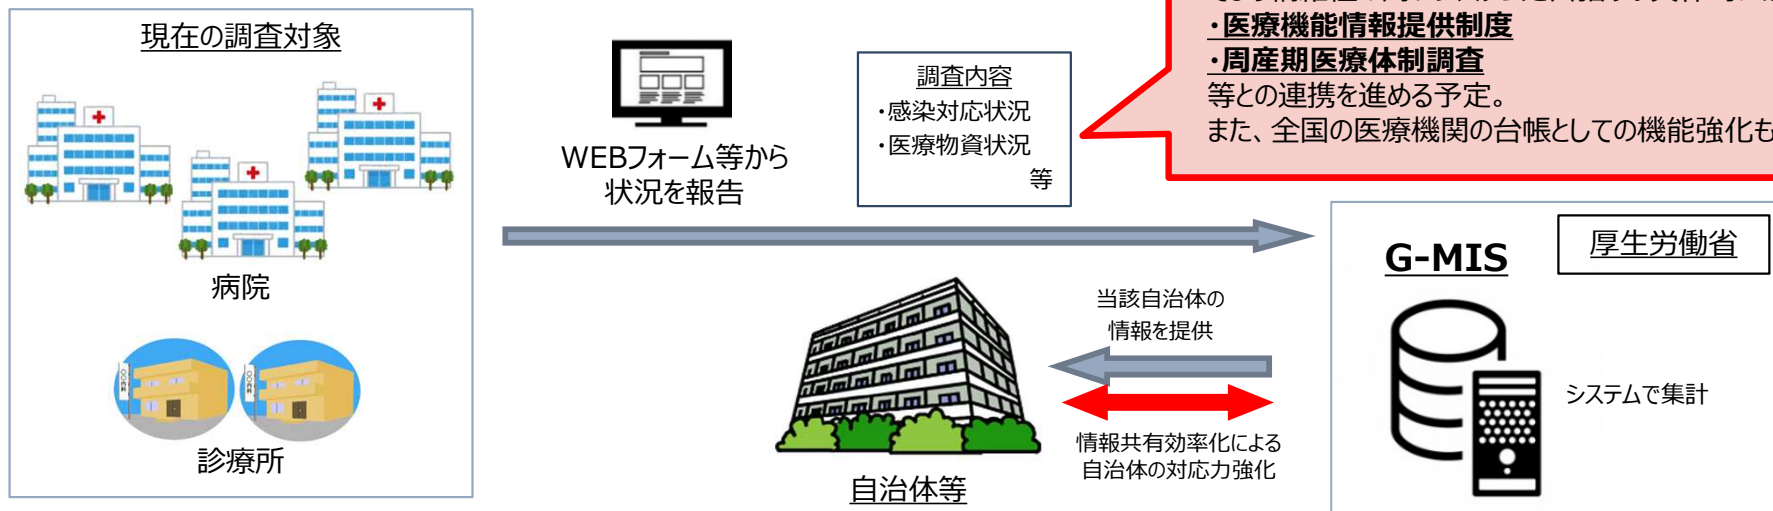 現在の調査対象
病院
診療所
WEBフォーム等から
状況を報告
調査内容
・感染対応状況
・医療物資状況
等
・医療機能情報提供制度
・周産期医療体制調査
等との連携を進める予定。
また、全国の医療機関の台帳としての機能強化も
G-MIS
厚生労働省
システムで集計
当該自治体の
情報を提供
情報共有効率化による
自治体の対応力強化
自治体等